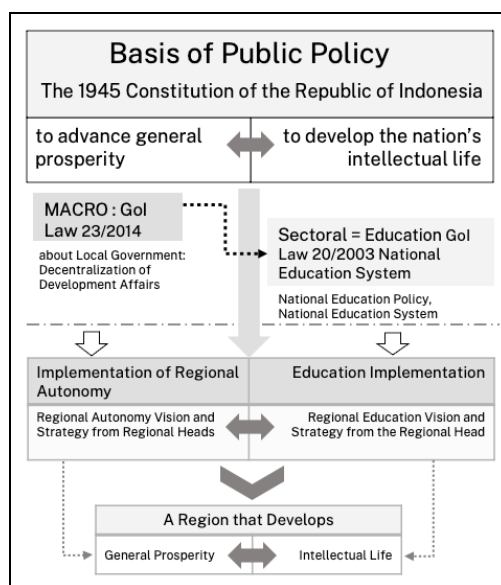 Basis of Public Policy
The 1945 Constitution of the Republic of Indonesia
to advance general
prosperity
to develop the nation's
intellectual life
MACRO : GoI
Law 23/2014
about Local Government:
Decentralization of
Development Affairs
Sectoral = Education GoI
Law 20/2003 National
Education System
National Education Policy,
National Education System
Implementation of Regional
Autonomy
Education Implementation
Regional Autonomy Vision and
Strategy from Regional Heads
Regional Education Vision and
Strategy from the Regional Head
A Region that Develops
General Prosperity
Intellectual Life